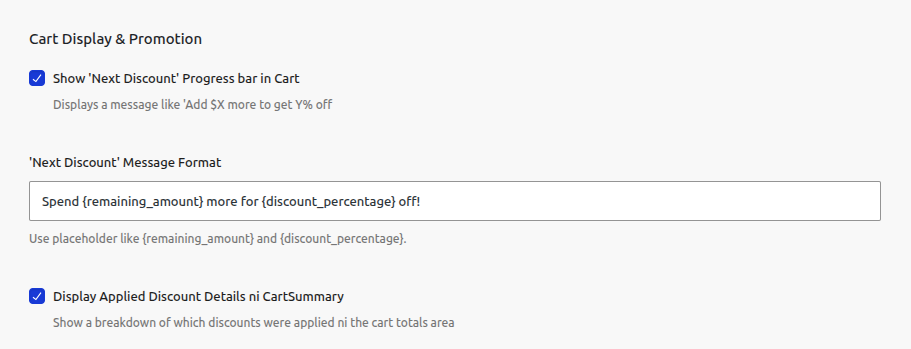 Cart Display & Promotion
Show 'Next Discount' Progress bar in Cart
Displays a message like 'Add $X more to get Y% off
'Next Discount' Message Format
Spend {remaining_amount} more for {discount_percentage} off!
Use placeholder like {remaining_amount} and {discount_percentage}.
Display Applied Discount Details ni CartSummary
Show a breakdown of which discounts were applied ni the cart totals area